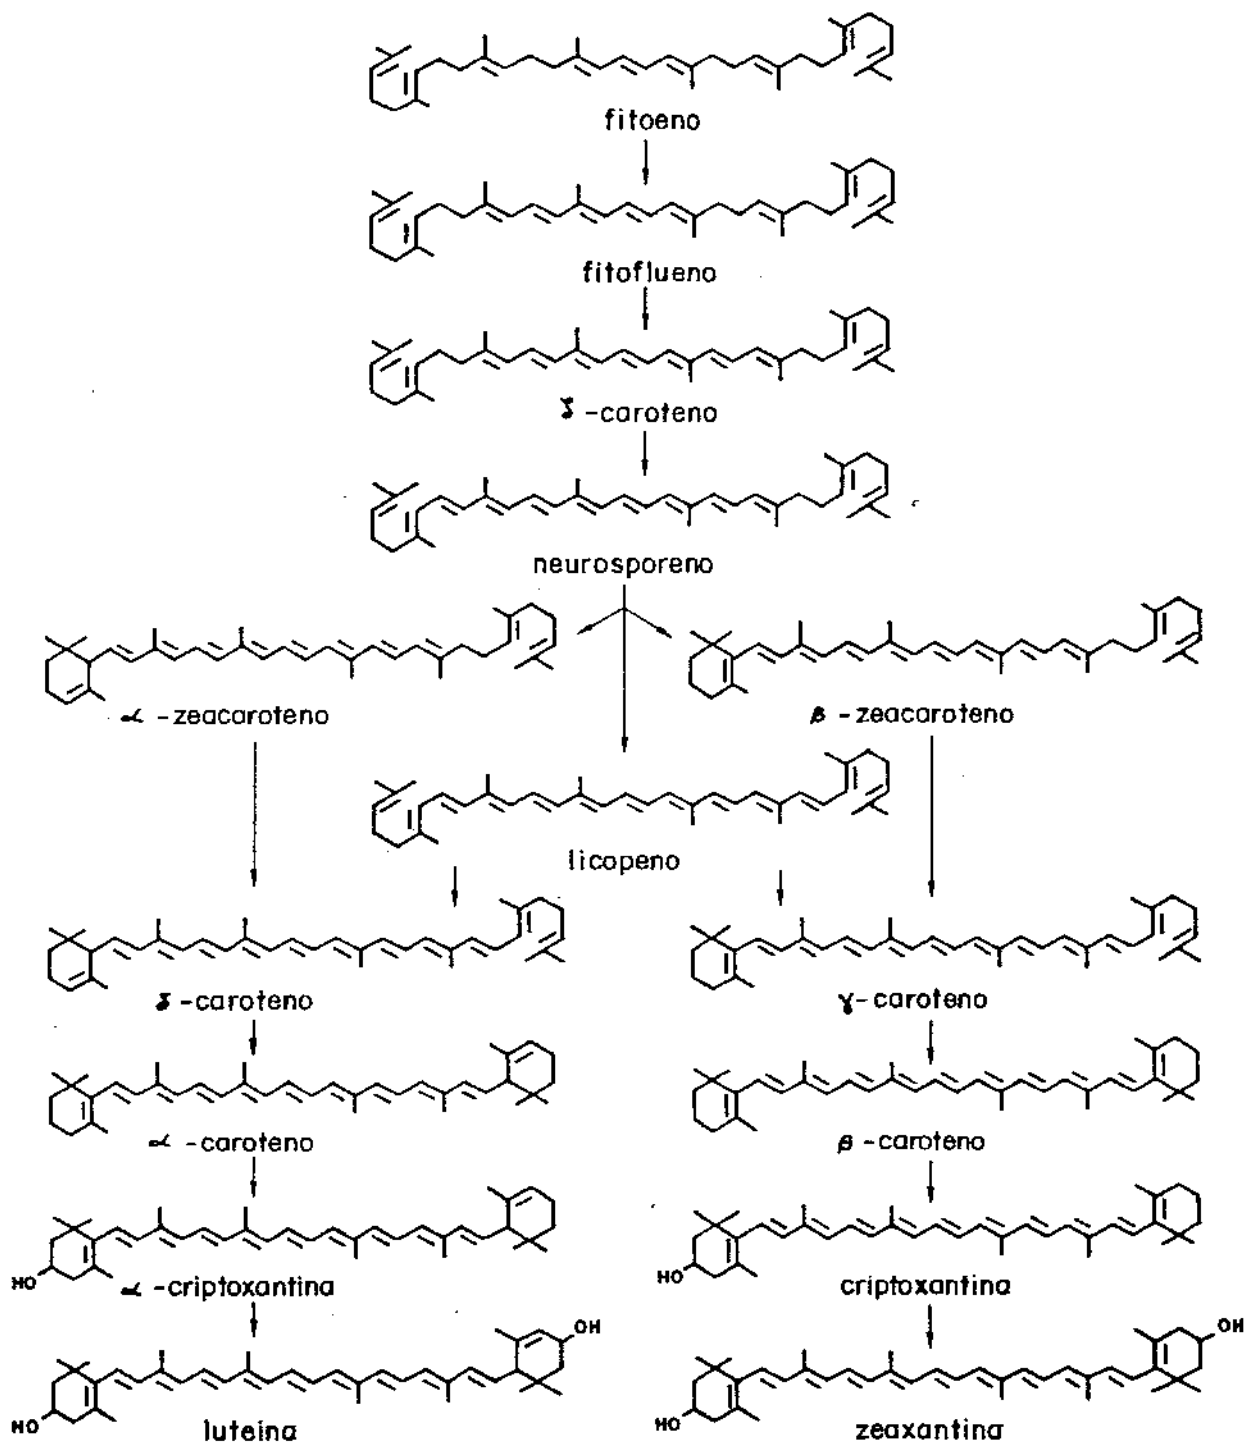 fitoeno
fitoflueno
ζ -caroteno
neurosporeno
α -zeacaroteno
β -zeacaroteno
licopeno
δ -caroteno
γ-caroteno
α -caroteno
β -caroteno
HO
α -criptoxantina
HO
criptoxantina
OH
HO
luteína
OH
HO
zeaxantina